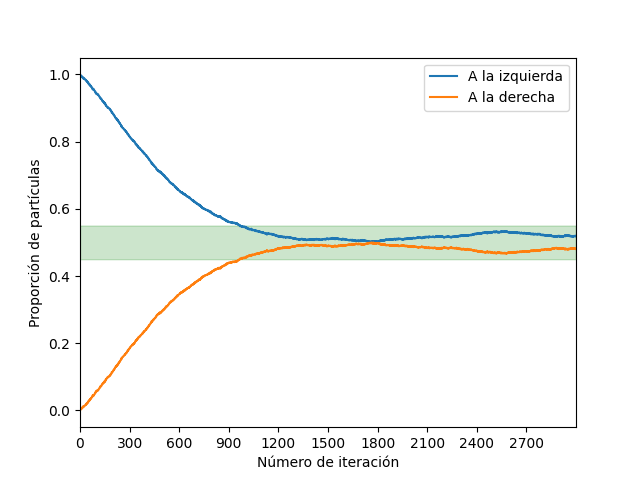 A la izquierda
A la derecha
Proporción de partículas
1.0
0.8
0.6
0.4
0.2
0.0
0 300 600 900 1200 1500 1800 2100 2400 2700
Número de iteración